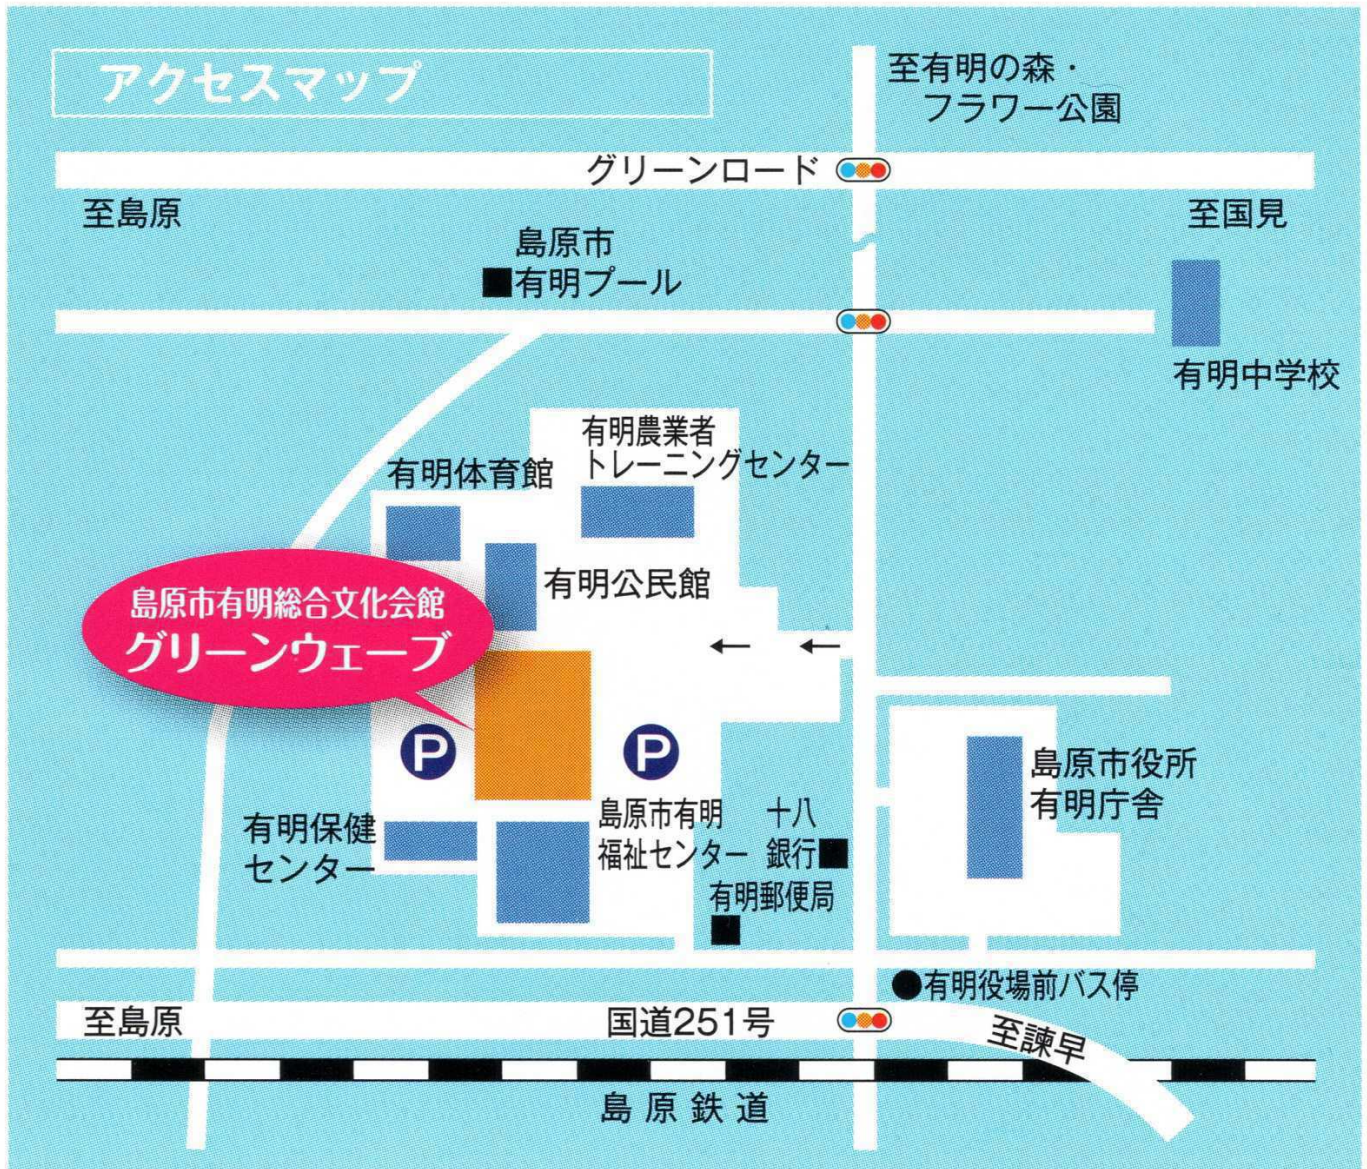 アクセスマップ
至有明の森・
フラワー公園
グリーンロード
至島原
至国見
島原市
有明プール
有明中学校
有明農業者
トレーニングセンター
有明体育館
有明公民館
島原市有明総合文化会館
グリーンウェーブ
P
P
島原市役所
有明庁舎
有明保健
センター
島原市有明
福祉センター
十八
銀行
有明郵便局
有明役場前バス停
至島原
国道251号
至諫早
島原鉄道